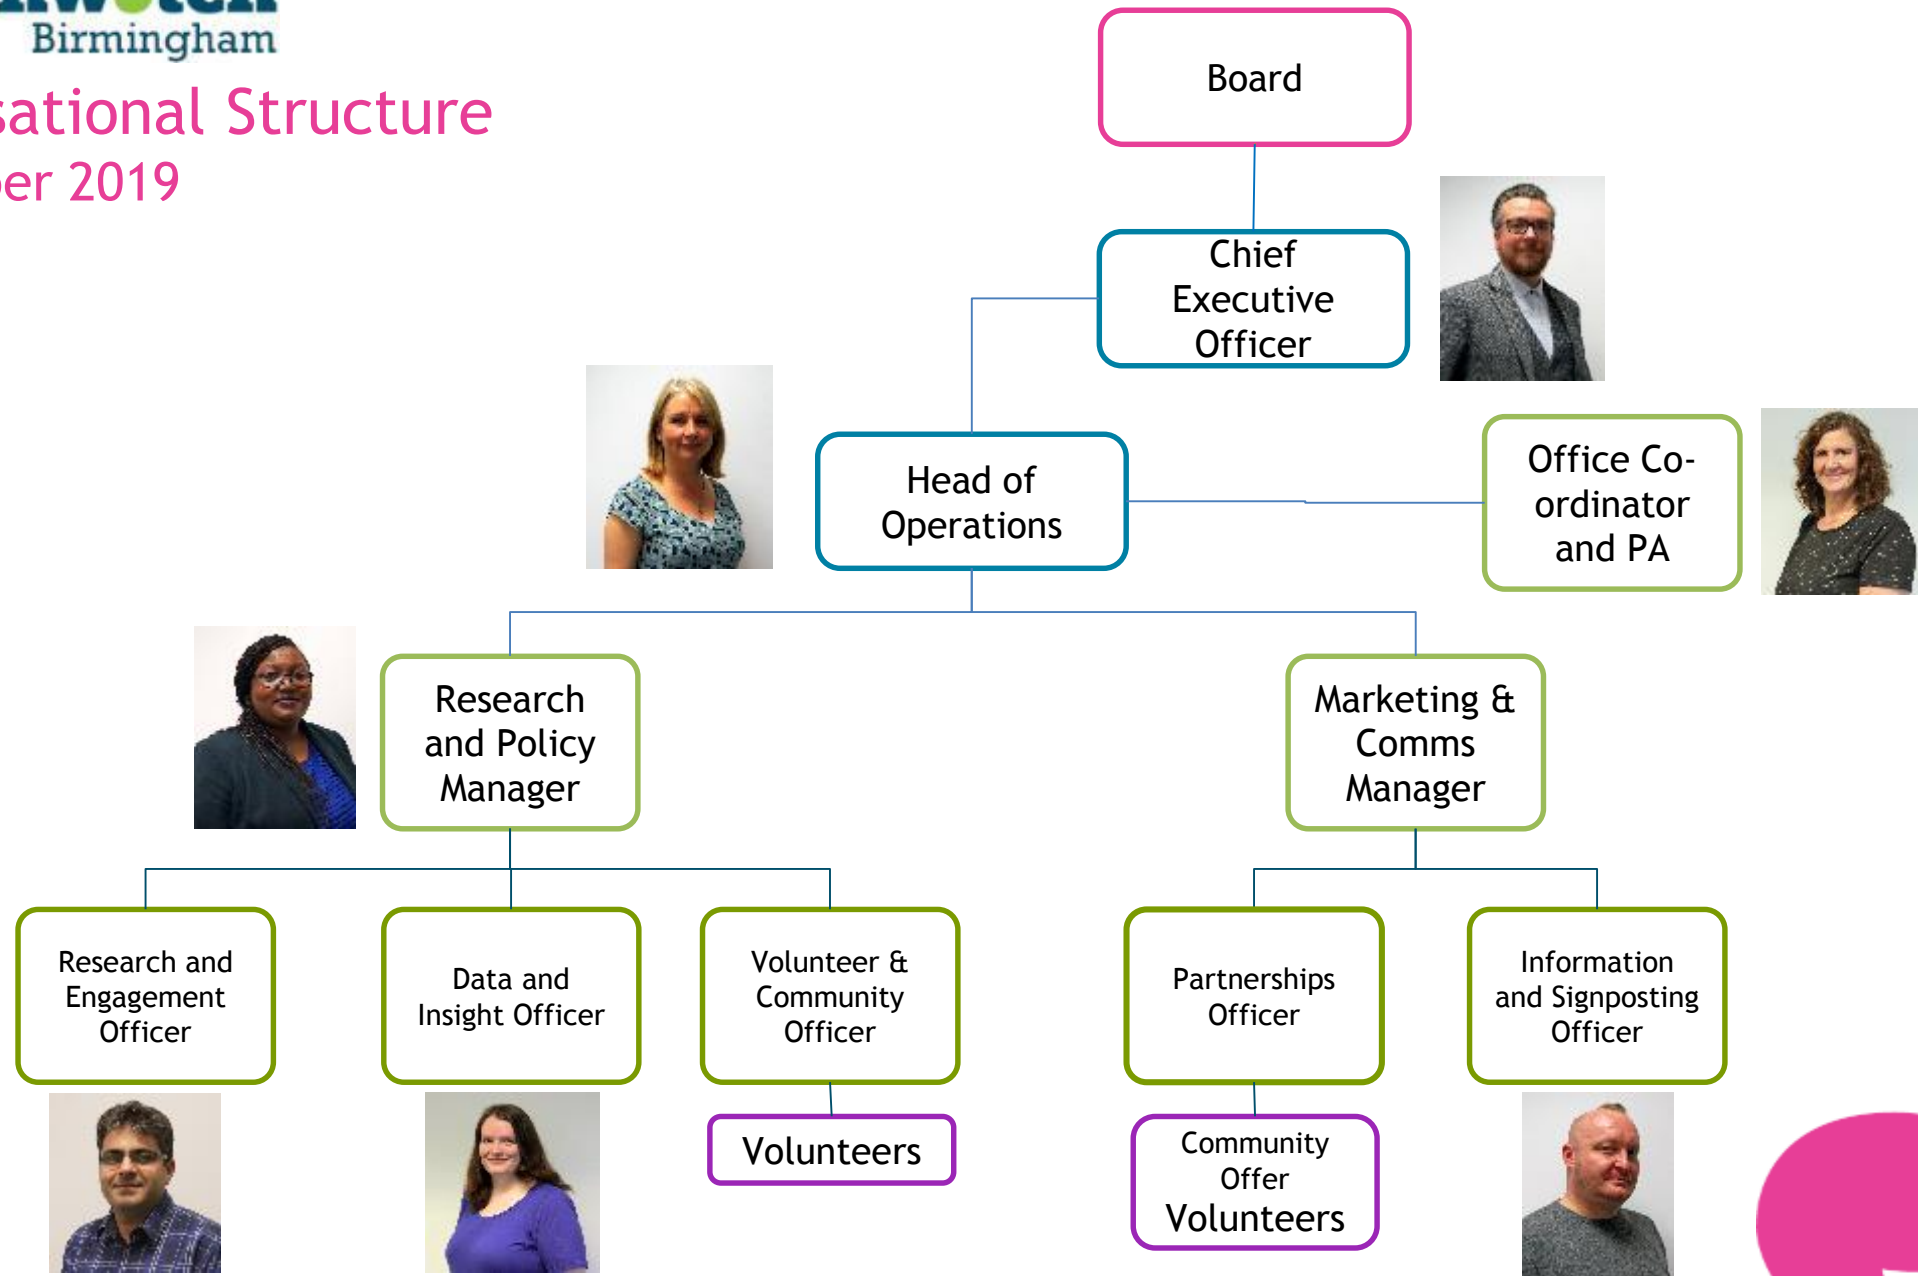 Birmingham
sational Structure
er 2019
Board
Chief
Executive
Officer
Head of
Operations
Office Co-
ordinator
and PA
Research
and Policy
Manager
Marketing &
Comms
Manager
Research and
Engagement
Officer
Data and
Insight Officer
Volunteer &
Community
Officer
Partnerships
Officer
Information
and Signposting
Officer
Volunteers
Community
Offer
Volunteers